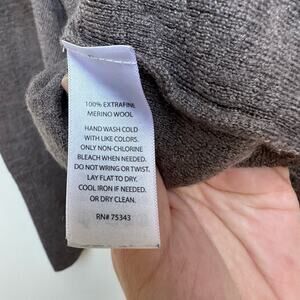 100% EXTRAFINE
MERINO WOOL
HAND WASH COLD
WITH LIKE COLORS.
ONLY NON-CHLORINE
BLEACH WHEN NEEDED.
DO NOT WRING OR TWIST.
LAY FLAT TO DRY.
COOL IRON IF NEEDED.
OR DRY CLEAN.
RN# 75343